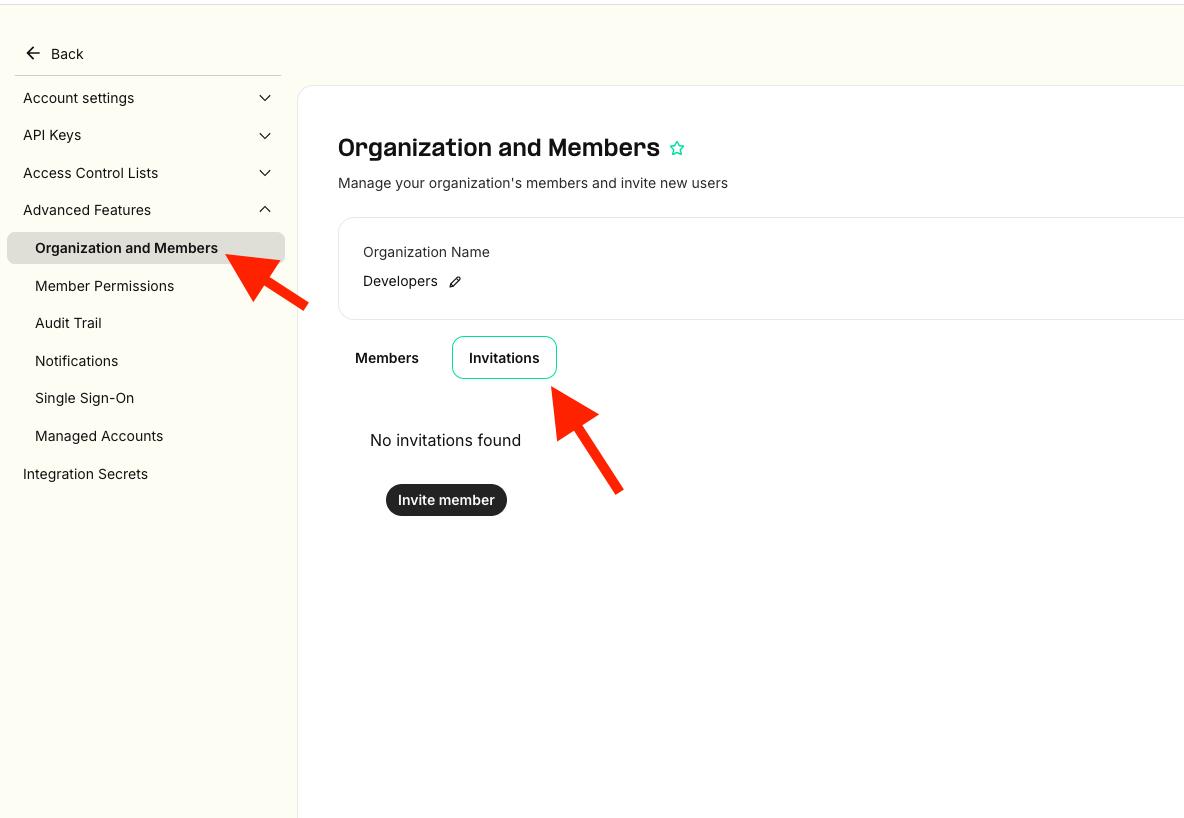 Back
Account settings
API Keys
Access Control Lists
Advanced Features
Organization and Members
Member Permissions
Audit Trail
Notifications
Single Sign-On
Managed Accounts
Integration Secrets
Organization and Members
Manage your organization's members and invite new users
Organization Name
Developers
Members Invitations
No invitations found
Invite member